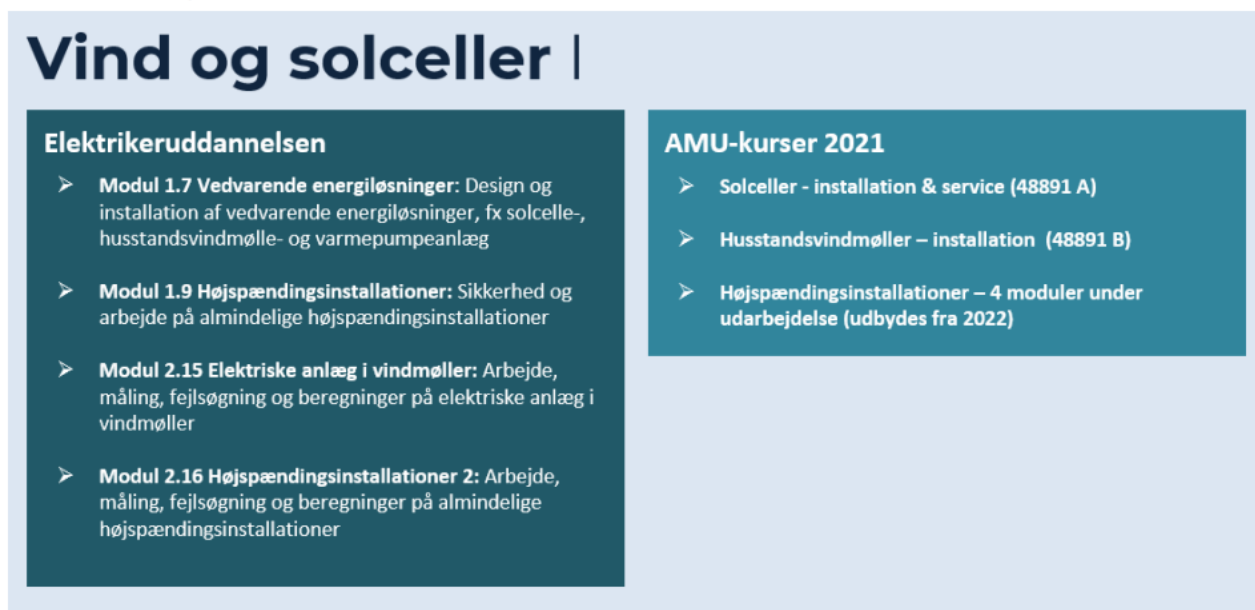 Vind og solceller |
Elektrikeruddannelsen
➤ Modul 1.7 Vedvarende energiløsninger: Design og
installation af vedvarende energiløsninger, fx solcelle-,
husstandsvindmølle- og varmepumpeanlæg
➤ Modul 1.9 Højspændingsinstallationer: Sikkerhed og
arbejde på almindelige højspændingsinstallationer
➤ Modul 2.15 Elektriske anlæg i vindmøller: Arbejde,
måling, fejlsøgning og beregninger på elektriske anlæg i
vindmøller
➤ Modul 2.16 Højspændingsinstallationer 2: Arbejde,
måling, fejlsøgning og beregninger på almindelige
højspændingsinstallationer
AMU-kurser 2021
➤ Solceller - installation & service (48891 A)
➤ Husstandsvindmøller – installation (48891 B)
➤ Højspændingsinstallationer – 4 moduler under
udarbejdelse (udbydes fra 2022)